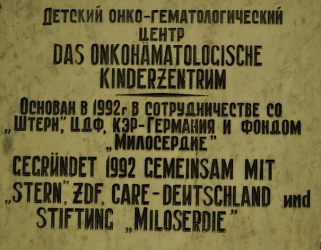 Детский онко-гематологический
центр
DAS ONKOHÄMATOLOGISCHE
KINDERZENTRUM
Основан в 1992г в сотрудничестве со
„Штерн", ЦДФ, КЭР-Германия и фондом
„Милосердие"
GEGRÜNDET 1992 GEMEINSAM MIT
„STERN", ZDF, CARE-DEUTSCHLAND und
STIFTUNG „MILOSERDIE"